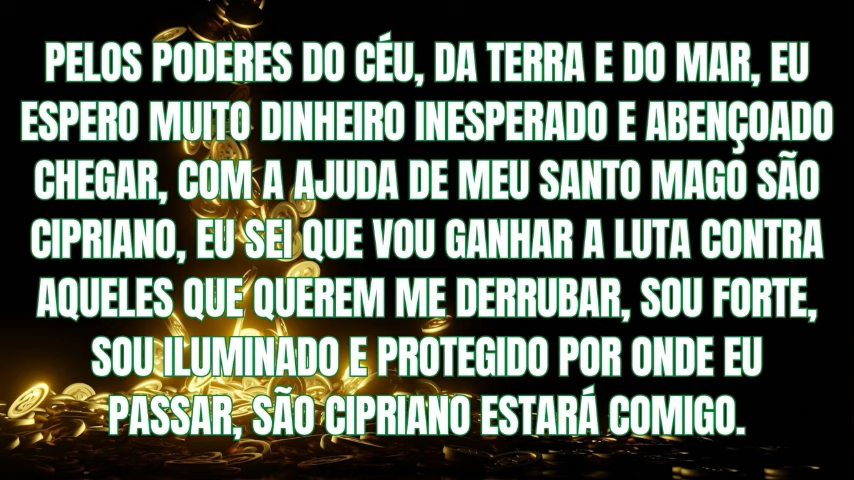 PELOS PODERES DO CÉU, DA TERRA E DO MAR, EU
ESPERO MUITO DINHEIRO INESPERADO E ABENÇOADO
CHEGAR, COM A AJUDA DE MEU SANTO MAGO SÃO
CIPRIANO, EU SEI QUE VOU GANHAR A LUTA CONTRA
AQUELES QUE QUEREM ME DERRUBAR, SOU FORTE,
SOU ILUMINADO E PROTEGIDO POR ONDE EU
PASSAR, SÃO CIPRIANO ESTARÁ COMIGO.